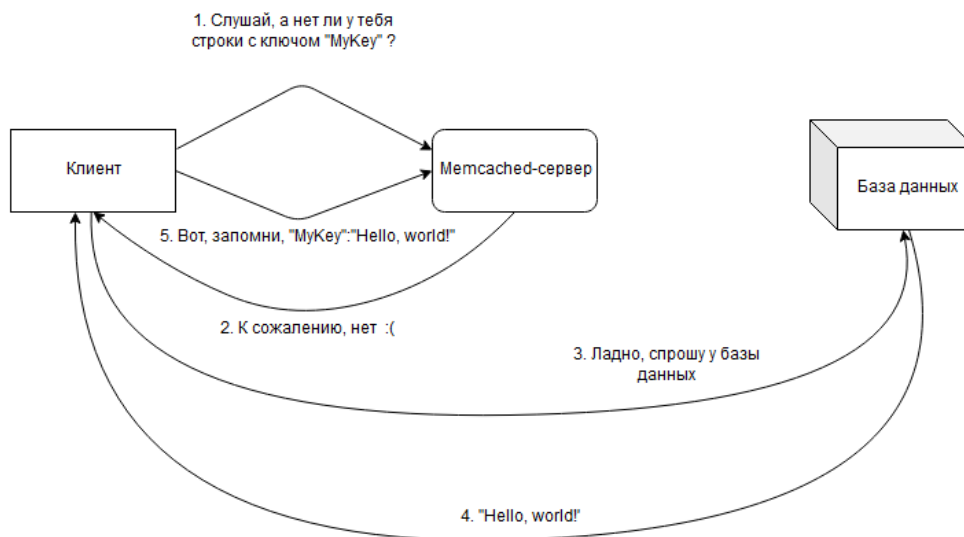 1. Слушай, а нет ли у тебя
строки с ключом "MyKey" ?
Клиент
Memcached-сервер
База данных
5. Вот, запомни, "MyKey":"Hello, world!"
2. К сожалению, нет :(
3. Ладно, спрошу у базы
данных
4. "Hello, world!'